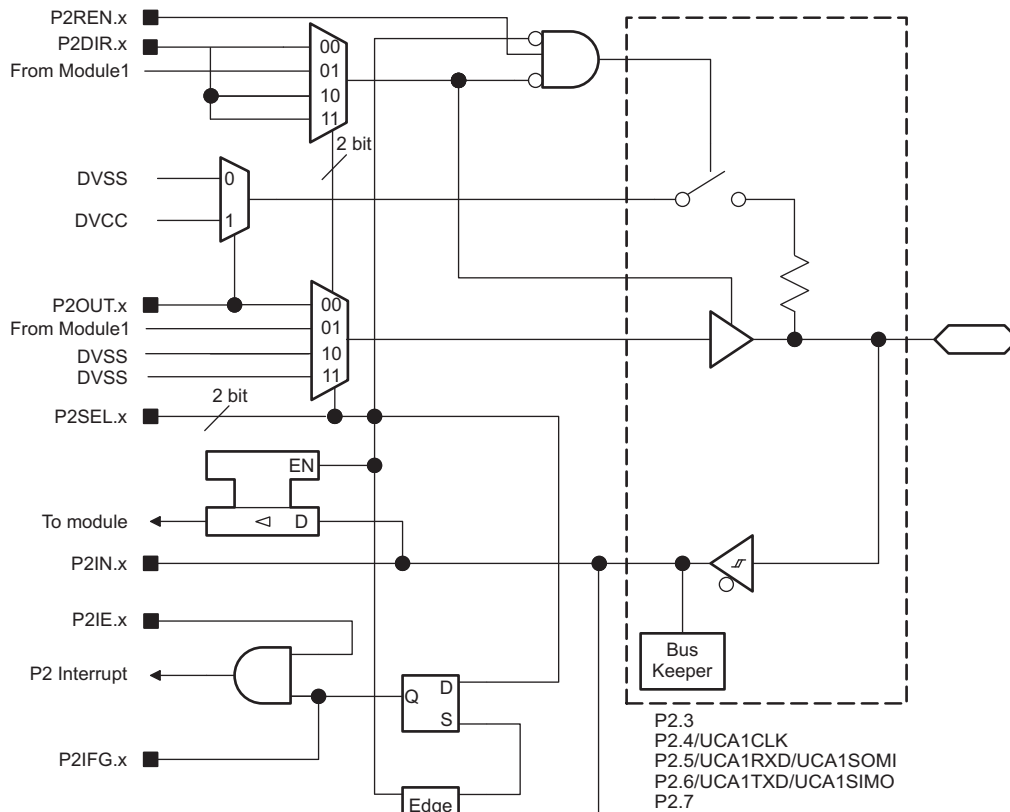 P2REN.x
P2DIR.x
From Module1
00
01
10
11
2 bit
DVSS
DVCC
0
1
P2OUT.x
From Module1
DVSS
DVSS
00
01
10
11
2 bit
P2SEL.x
EN
D
To module
P2IN.x
Bus
Keeper
P2IE.x
P2 Interrupt
Q
D
S
P2IFG.x
Edge
P2.3
P2.4/UCA1CLK
P2.5/UCA1RXD/UCA1SOMI
P2.6/UCA1TXD/UCA1SIMO
P2.7